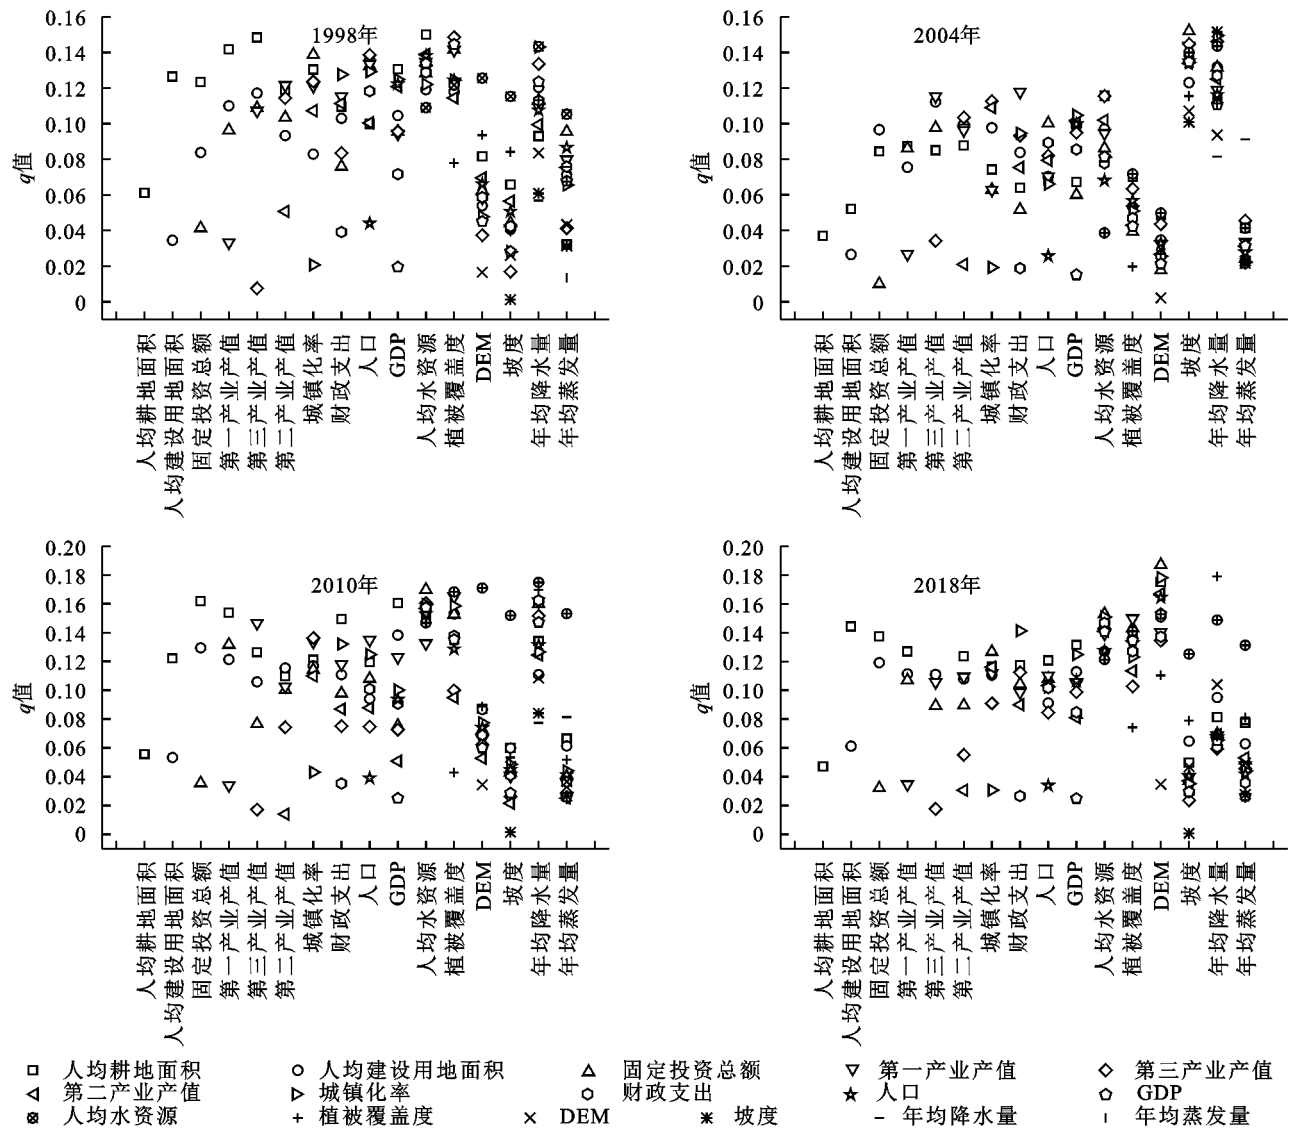 1998年
0.16
0.14
0.12
0.10
0.08
0.06
0.04
0.02
0
q值
人均耕地面积
人均建设用地面积
固定投资总额
第一产业产值
第三产业产值
第二产业产值
城镇化率
财政支出
人口
GDP
人均水资源
植被覆盖度
DEM
坡度
年均降水量
年均蒸发量
2004年
0.16
0.14
0.12
0.10
0.08
0.06
0.04
0.02
0
q值
人均耕地面积
人均建设用地面积
固定投资总额
第一产业产值
第三产业产值
第二产业产值
城镇化率
财政支出
人口
GDP
人均水资源
植被覆盖度
DEM
坡度
年均降水量
年均蒸发量
2010年
0.20
0.18
0.16
0.14
0.12
0.10
0.08
0.06
0.04
0.02
0
q值
人均耕地面积
人均建设用地面积
固定投资总额
第一产业产值
第三产业产值
第二产业产值
城镇化率
财政支出
人口
GDP
人均水资源
植被覆盖度
DEM
坡度
年均降水量
年均蒸发量
2018年
0.20
0.18
0.16
0.14
0.12
0.10
0.08
0.06
0.04
0.02
0
q值
人均耕地面积
人均建设用地面积
固定投资总额
第一产业产值
第三产业产值
第二产业产值
城镇化率
财政支出
人口
GDP
人均水资源
植被覆盖度
DEM
坡度
年均降水量
年均蒸发量
人均耕地面积 人均建设用地面积 固定投资总额 第一产业产值 第三产业产值
第二产业产值 城镇化率 财政支出 人口 GDP
人均水资源 植被覆盖度 DEM 坡度 年均降水量 年均蒸发量